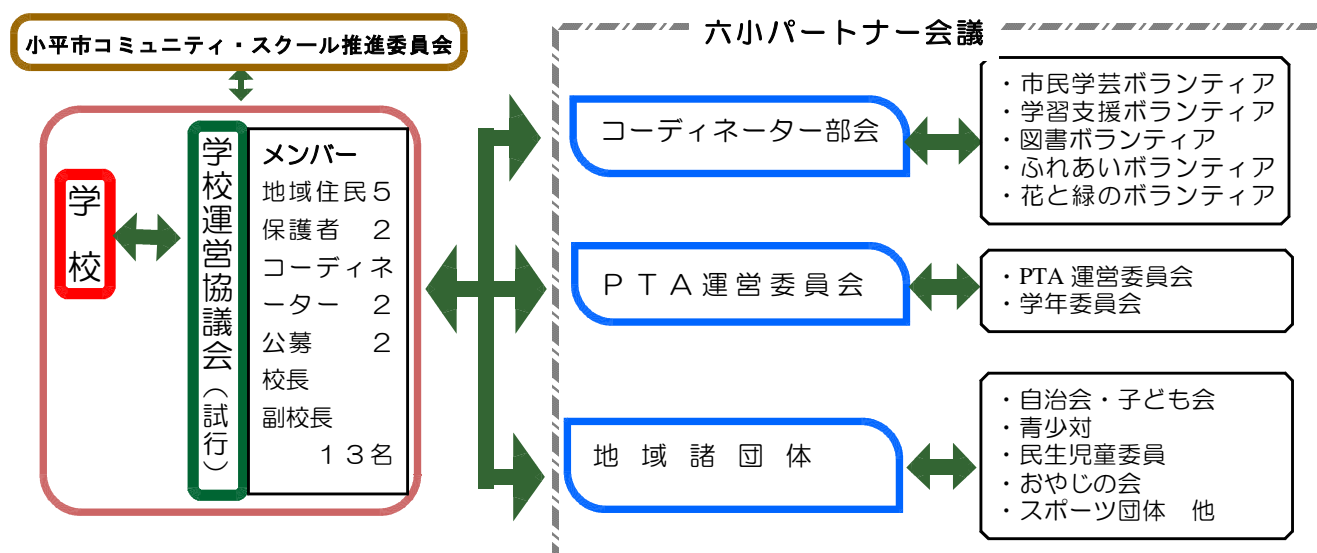 小平市コミュニティ・スクール推進委員会
学校
学校運営協議会(試行)
メンバー
地域住民５
保護者　２
コーディネ
ーター　２
公募　　２
校長
副校長
１３名
六小パートナー会議
コーディネーター部会
・市民学芸ボランティア
・学習支援ボランティア
・図書ボランティア
・ふれあいボランティア
・花と緑のボランティア
ＰＴＡ運営委員会
・PTA 運営委員会
・学年委員会
地域諸団体
・自治会・子ども会
・青少対
・民生児童委員
・おやじの会
・スポーツ団体　他